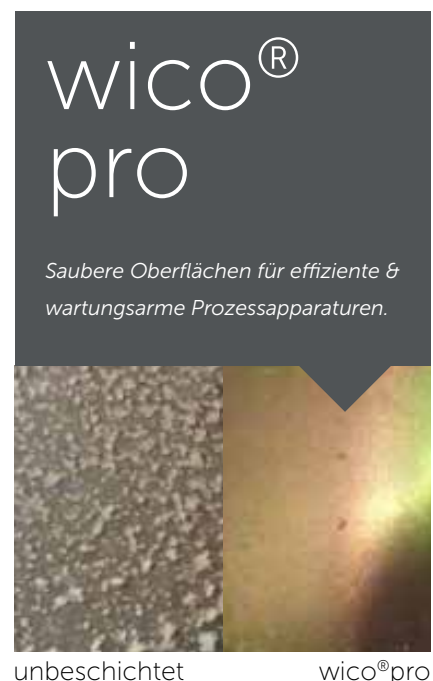 wico®
pro
Saubere Oberflächen für effiziente &
wartungsarme Prozessapparaturen.
unbeschichtet wico®pro